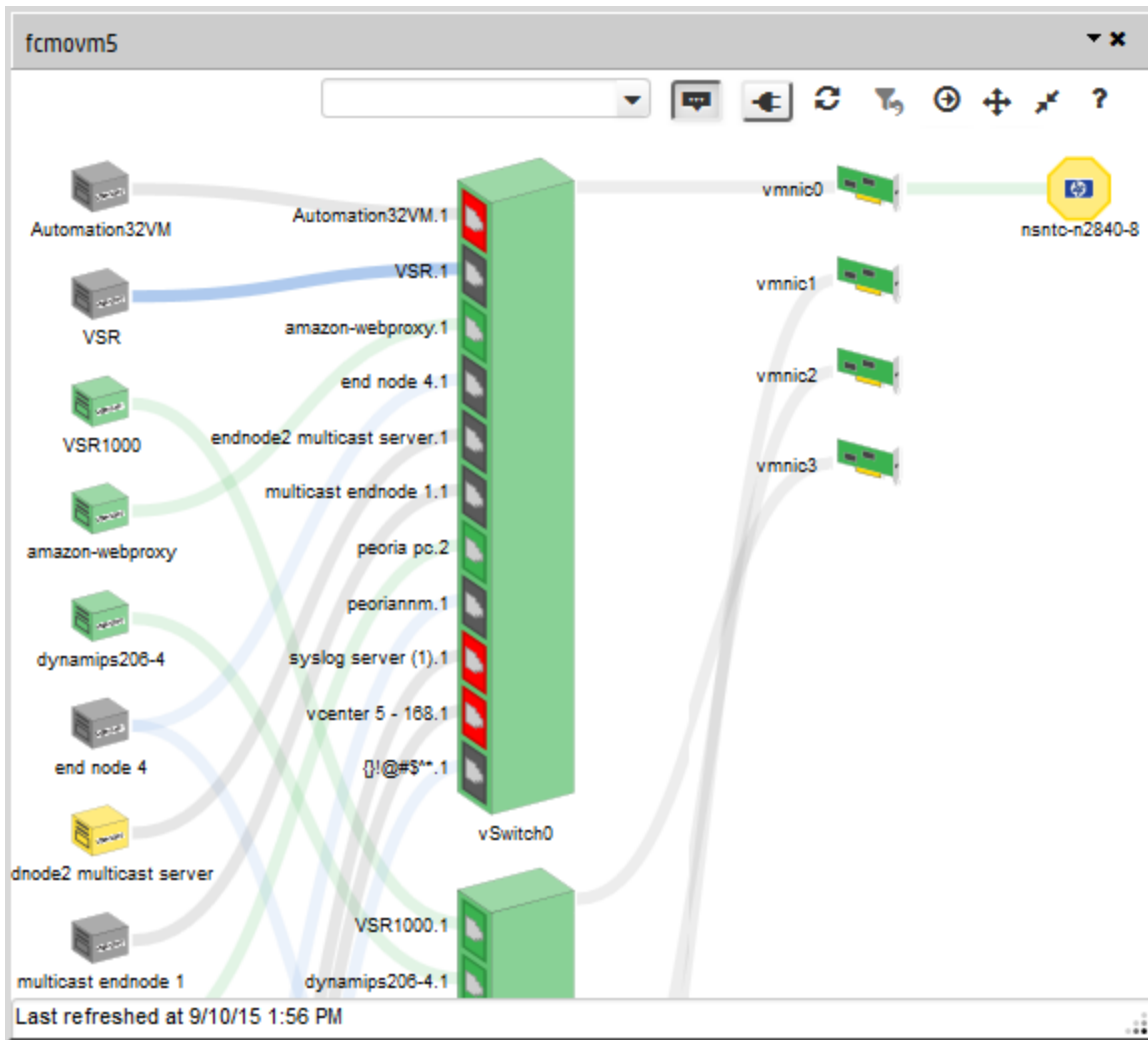 fcmovm5
?
Automation32VM
VSR
VSR1000
amazon-webproxy
dynamips206-4
end node 4
dnode2 multicast server
multicast endnode 1
Automation32VM.1
VSR.1
amazon-webproxy.1
end node 4.1
endnode2 multicast server.1
multicast endnode 1.1
peoria pc.2
peoriannm.1
syslog server (1).1
vcenter 5 - 168.1
{}!@#$^*.1
vSwitch0
VSR1000.1
dynamips206-4.1
vmnic0
vmnic1
vmnic2
vmnic3
hp
nsntc-n2840-8
Last refreshed at 9/10/15 1:56 PM